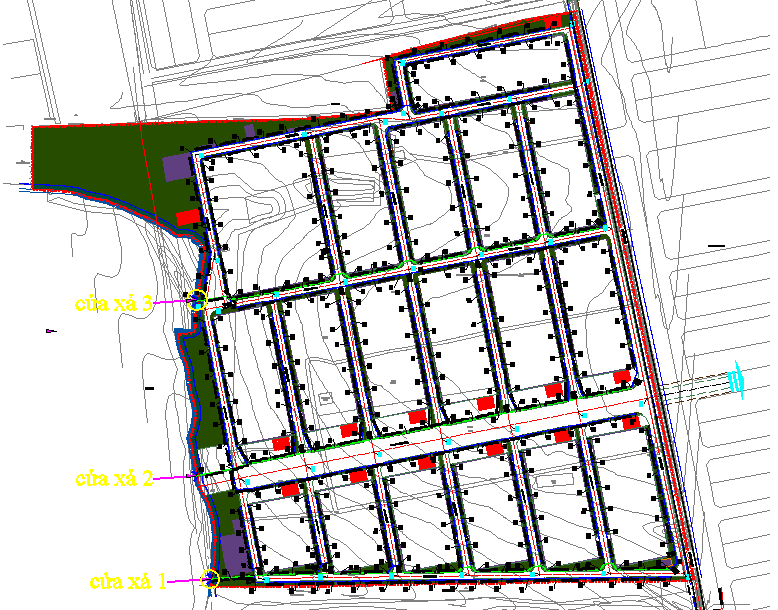 cửa xả 3
cửa xả 2
cửa xả 1